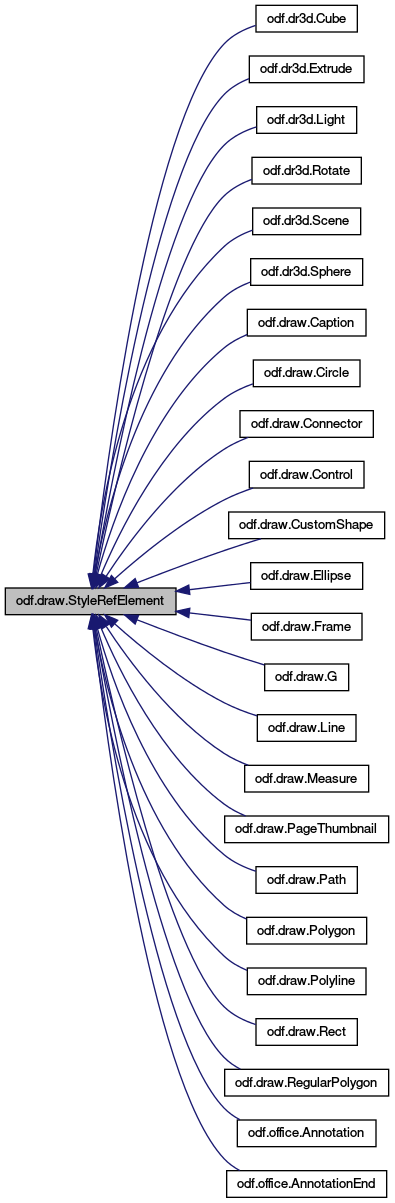 odf.dr3d.Cube
odf.dr3d.Extrude
odf.dr3d.Light
odf.dr3d.Rotate
odf.dr3d.Scene
odf.dr3d.Sphere
odf.draw.Caption
odf.draw.Circle
odf.draw.Connector
odf.draw.Control
odf.draw.CustomShape
odf.draw.Ellipse
odf.draw.StyleRefElement
odf.draw.Frame
odf.draw.G
odf.draw.Line
odf.draw.Measure
odf.draw.PageThumbnail
odf.draw.Path
odf.draw.Polygon
odf.draw.Polyline
odf.draw.Rect
odf.draw.RegularPolygon
odf.office.Annotation
odf.office.AnnotationEnd